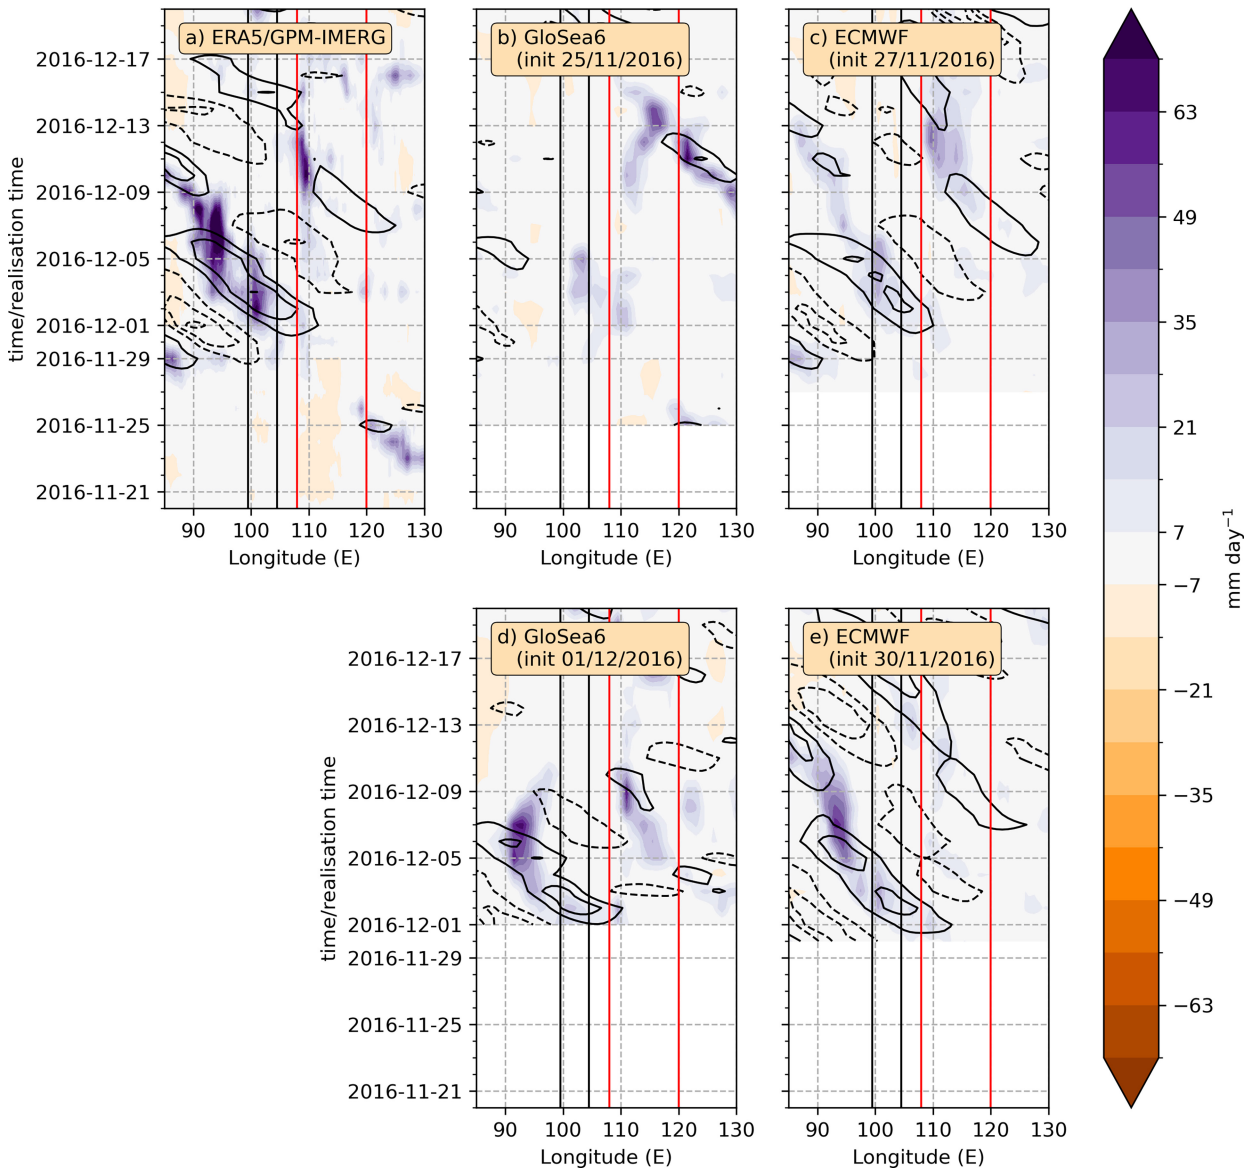 a) ERA5/GPM-IMERG
2016-12-17
2016-12-13
2016-12-09
2016-12-05
2016-12-01
2016-11-29
2016-11-25
2016-11-21
time/realisation time
90 100 110 120 130
Longitude (E)
b) GloSea6
(init 25/11/2016)
90 100 110 120 130
Longitude (E)
c) ECMWF
(init 27/11/2016)
90 100 110 120 130
Longitude (E)
d) GloSea6
(init 01/12/2016)
2016-12-17
2016-12-13
2016-12-09
2016-12-05
2016-12-01
2016-11-29
2016-11-25
2016-11-21
time/realisation time
90 100 110 120 130
Longitude (E)
e) ECMWF
(init 30/11/2016)
90 100 110 120 130
Longitude (E)
63
49
35
21
7
−7
−21
−35
−49
−63
mm day⁻¹